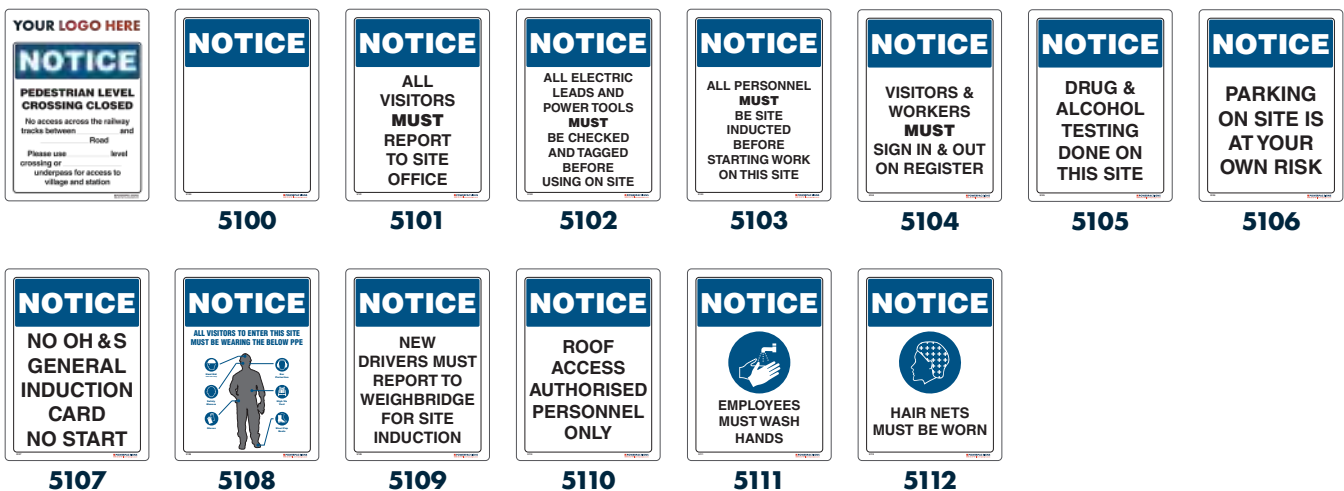 YOUR LOGO HERE
NOTICE
PEDESTRIAN LEVEL
CROSSING CLOSED
No access across the railway
tracks between and
Road
Please use level
crossing or
underpass for access to
village and station
NOTICE
5100
NOTICE
ALL
VISITORS
MUST
REPORT
TO SITE
OFFICE
5101
NOTICE
ALL ELECTRIC
LEADS AND
POWER TOOLS
MUST
BE CHECKED
AND TAGGED
BEFORE
USING ON SITE
5102
NOTICE
ALL PERSONNEL
MUST
BE SITE
INDUCTED
BEFORE
STARTING WORK
ON THIS SITE
5103
NOTICE
VISITORS &
WORKERS
MUST
SIGN IN & OUT
ON REGISTER
5104
NOTICE
DRUG &
ALCOHOL
TESTING
DONE ON
THIS SITE
5105
NOTICE
PARKING
ON SITE IS
AT YOUR
OWN RISK
5106
NOTICE
NO OH & S
GENERAL
INDUCTION
CARD
NO START
5107
NOTICE
ALL VISITORS TO ENTER THIS SITE
MUST BE WEARING THE BELOW PPE
5108
NOTICE
NEW
DRIVERS MUST
REPORT TO
WEIGHBRIDGE
FOR SITE
INDUCTION
5109
NOTICE
ROOF
ACCESS
AUTHORISED
PERSONNEL
ONLY
5110
NOTICE
EMPLOYEES
MUST WASH
HANDS
5111
NOTICE
HAIR NETS
MUST BE WORN
5112